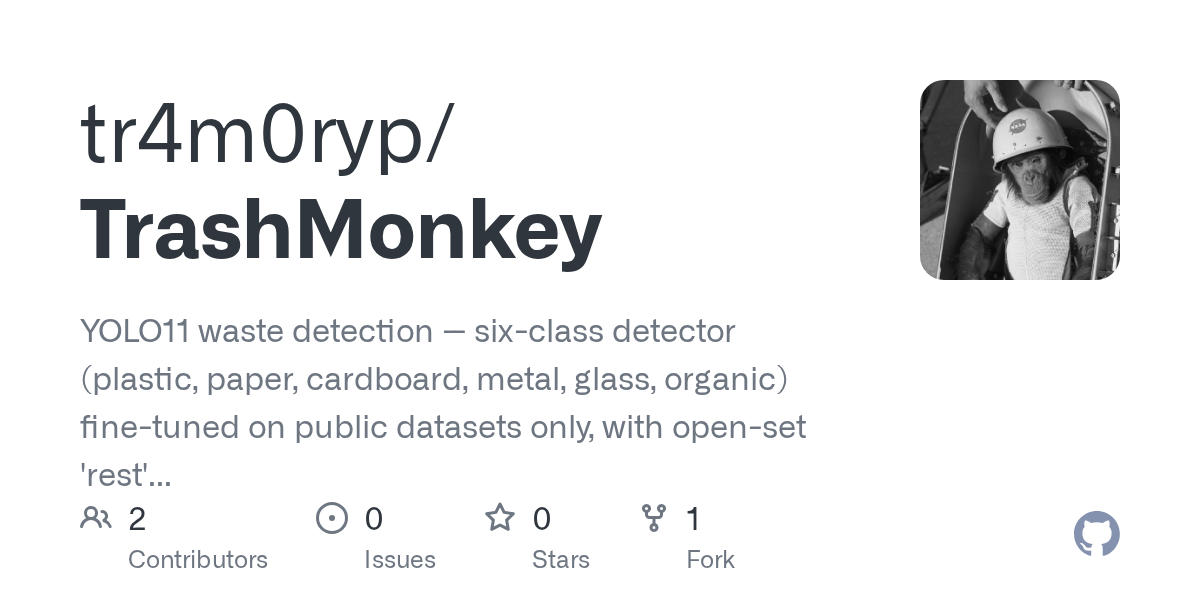 tr4m0ryp/
TrashMonkey
YOLO11 waste detection — six-class detector
(plastic, paper, cardboard, metal, glass, organic)
fine-tuned on public datasets only, with open-set
'rest'...
2
Contributors
0
Issues
0
Stars
1
Fork
NASA